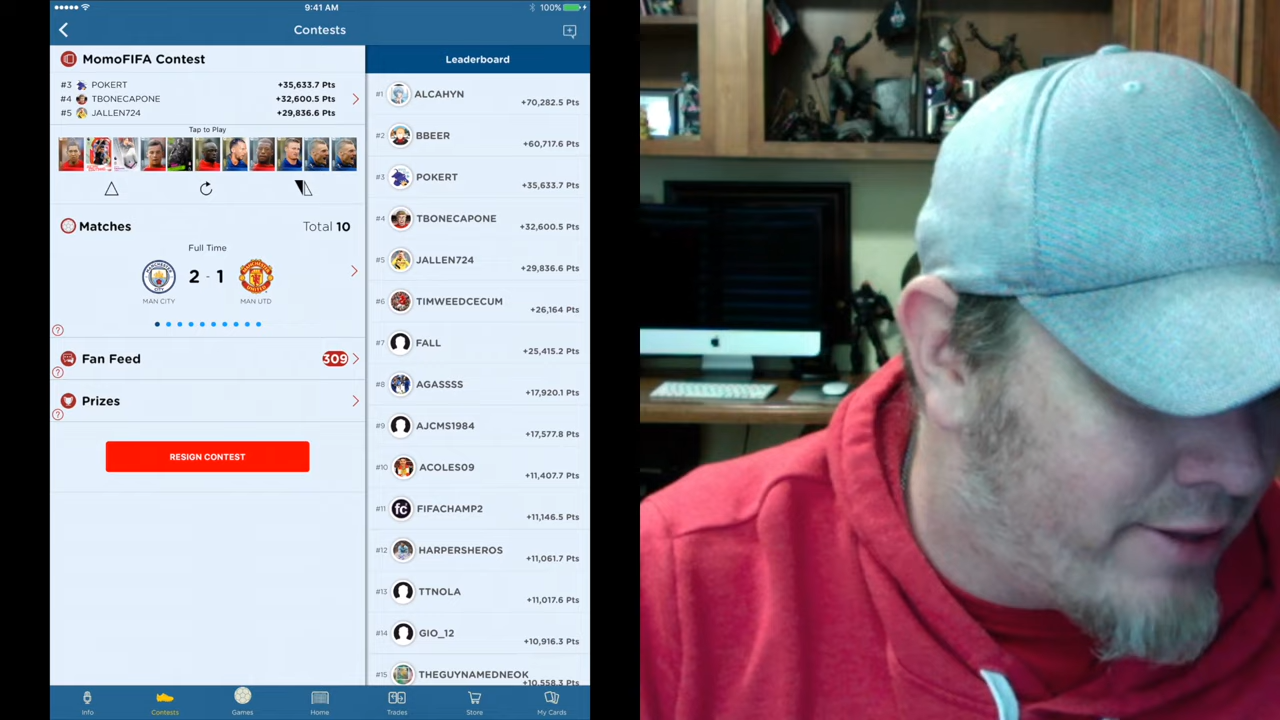 9:41 AM
100%
Contests
MomoFIFA Contest
#3 POKERT +35,633.7 Pts
#4 TBONECAPONE +32,600.5 Pts
#5 JALLEN724 +29,836.6 Pts
Tap to Play
Matches Total 10
Full Time
2 - 1
MAN CITY MAN UTD
?
Fan Feed 309
?
Prizes
?
RESIGN CONTEST
Leaderboard
#1 ALCAHYN +70,282.5 Pts
#2 BBEER +60,717.6 Pts
#3 POKERT +35,633.7 Pts
#4 TBONECAPONE +32,600.5 Pts
#5 JALLEN724 +29,836.6 Pts
#6 TIMWEEDCECUM +26,164 Pts
#7 FALL +25,415.2 Pts
#8 AGASSSS +17,920.1 Pts
#9 AJCMS1984 +17,577.8 Pts
#10 ACOLES09 +11,407.7 Pts
#11 fc FIFACHAMP2 +11,146.5 Pts
#12 HARPERSHEROS +11,061.7 Pts
#13 TTNOLA +11,017.6 Pts
#14 GIO_12 +10,916.3 Pts
#15 THEGUYNAMEDNEOK +10,558.3 Pts
Info Contests Games Home Trades Store My Cards